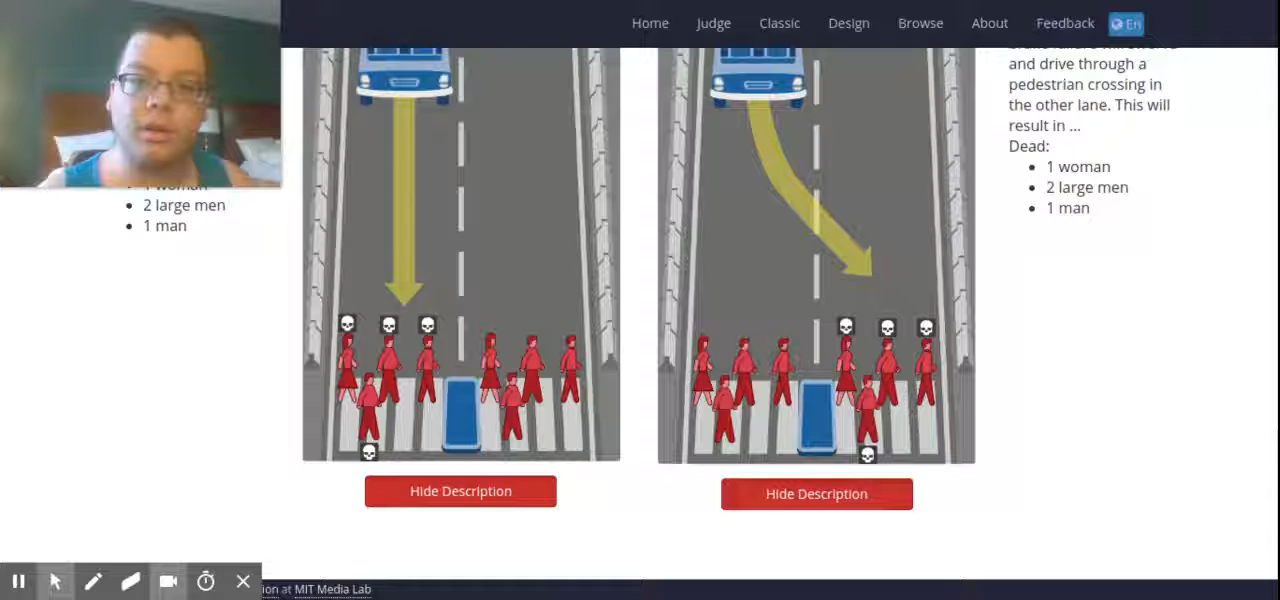 Home Judge Classic Design Browse About Feedback En
and drive through a
pedestrian crossing in
the other lane. This will
result in ...
Dead:
1 woman
2 large men
1 man
2 large men
1 man
Hide Description
Hide Description
at MIT Media Lab